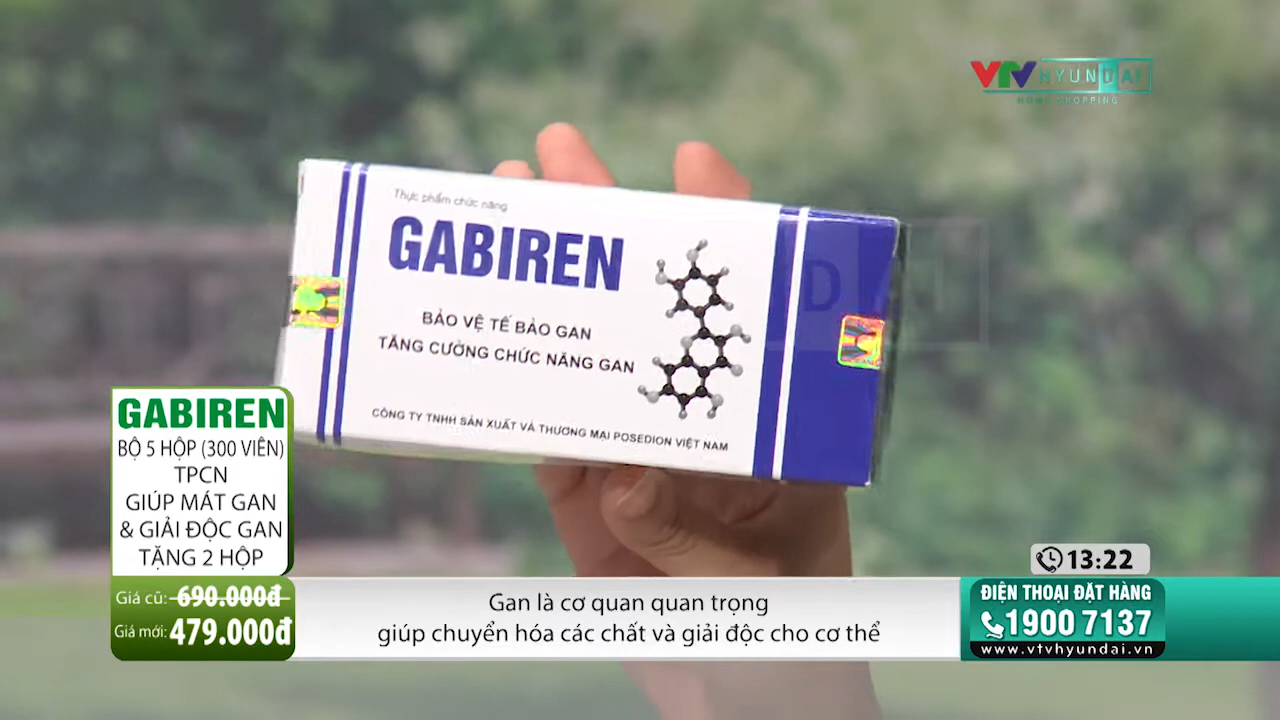 VTV HYUNDAI
HOME SHOPPING
Thực phẩm chức năng
GABIREN
BẢO VỆ TẾ BÀO GAN
TĂNG CƯỜNG CHỨC NĂNG GAN
CÔNG TY TNHH SẢN XUẤT VÀ THƯƠNG MẠI POSEDION VIỆT NAM
GABIREN
BỘ 5 HỘP (300 VIÊN)
TPCN
GIÚP MÁT GAN
& GIẢI ĐỘC GAN
TẶNG 2 HỘP
Giá cũ: 690.000đ
Giá mới: 479.000đ
Gan là cơ quan quan trọng
giúp chuyển hóa các chất và giải độc cho cơ thể
13:22
ĐIỆN THOẠI ĐẶT HÀNG
1900 7137
www.vtvhyundai.vn